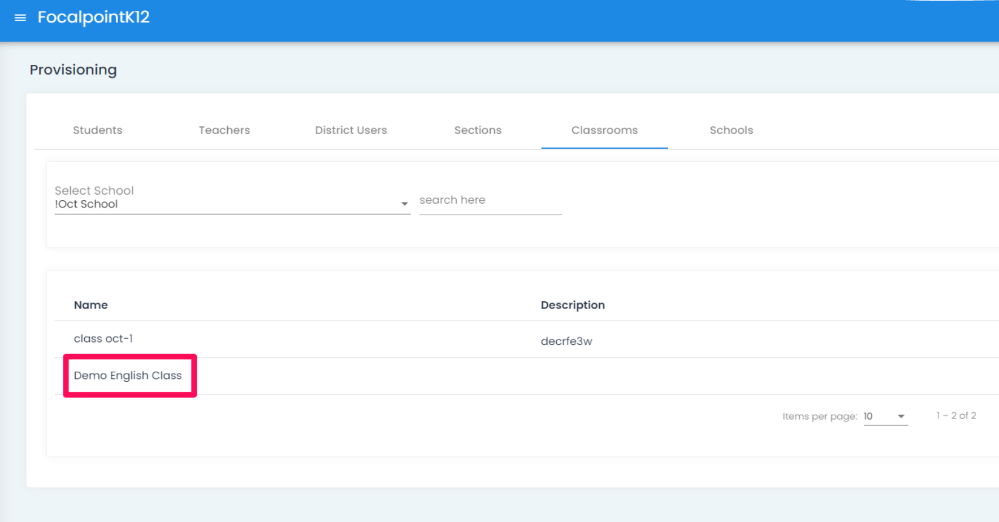 FocalpointK12
Provisioning
Students Teachers District Users Sections Classrooms Schools
Select School
!Oct School
search here
Name Description
class oct-1 decrfe3w
Demo English Class
Items per page: 10 1 – 2 of 2